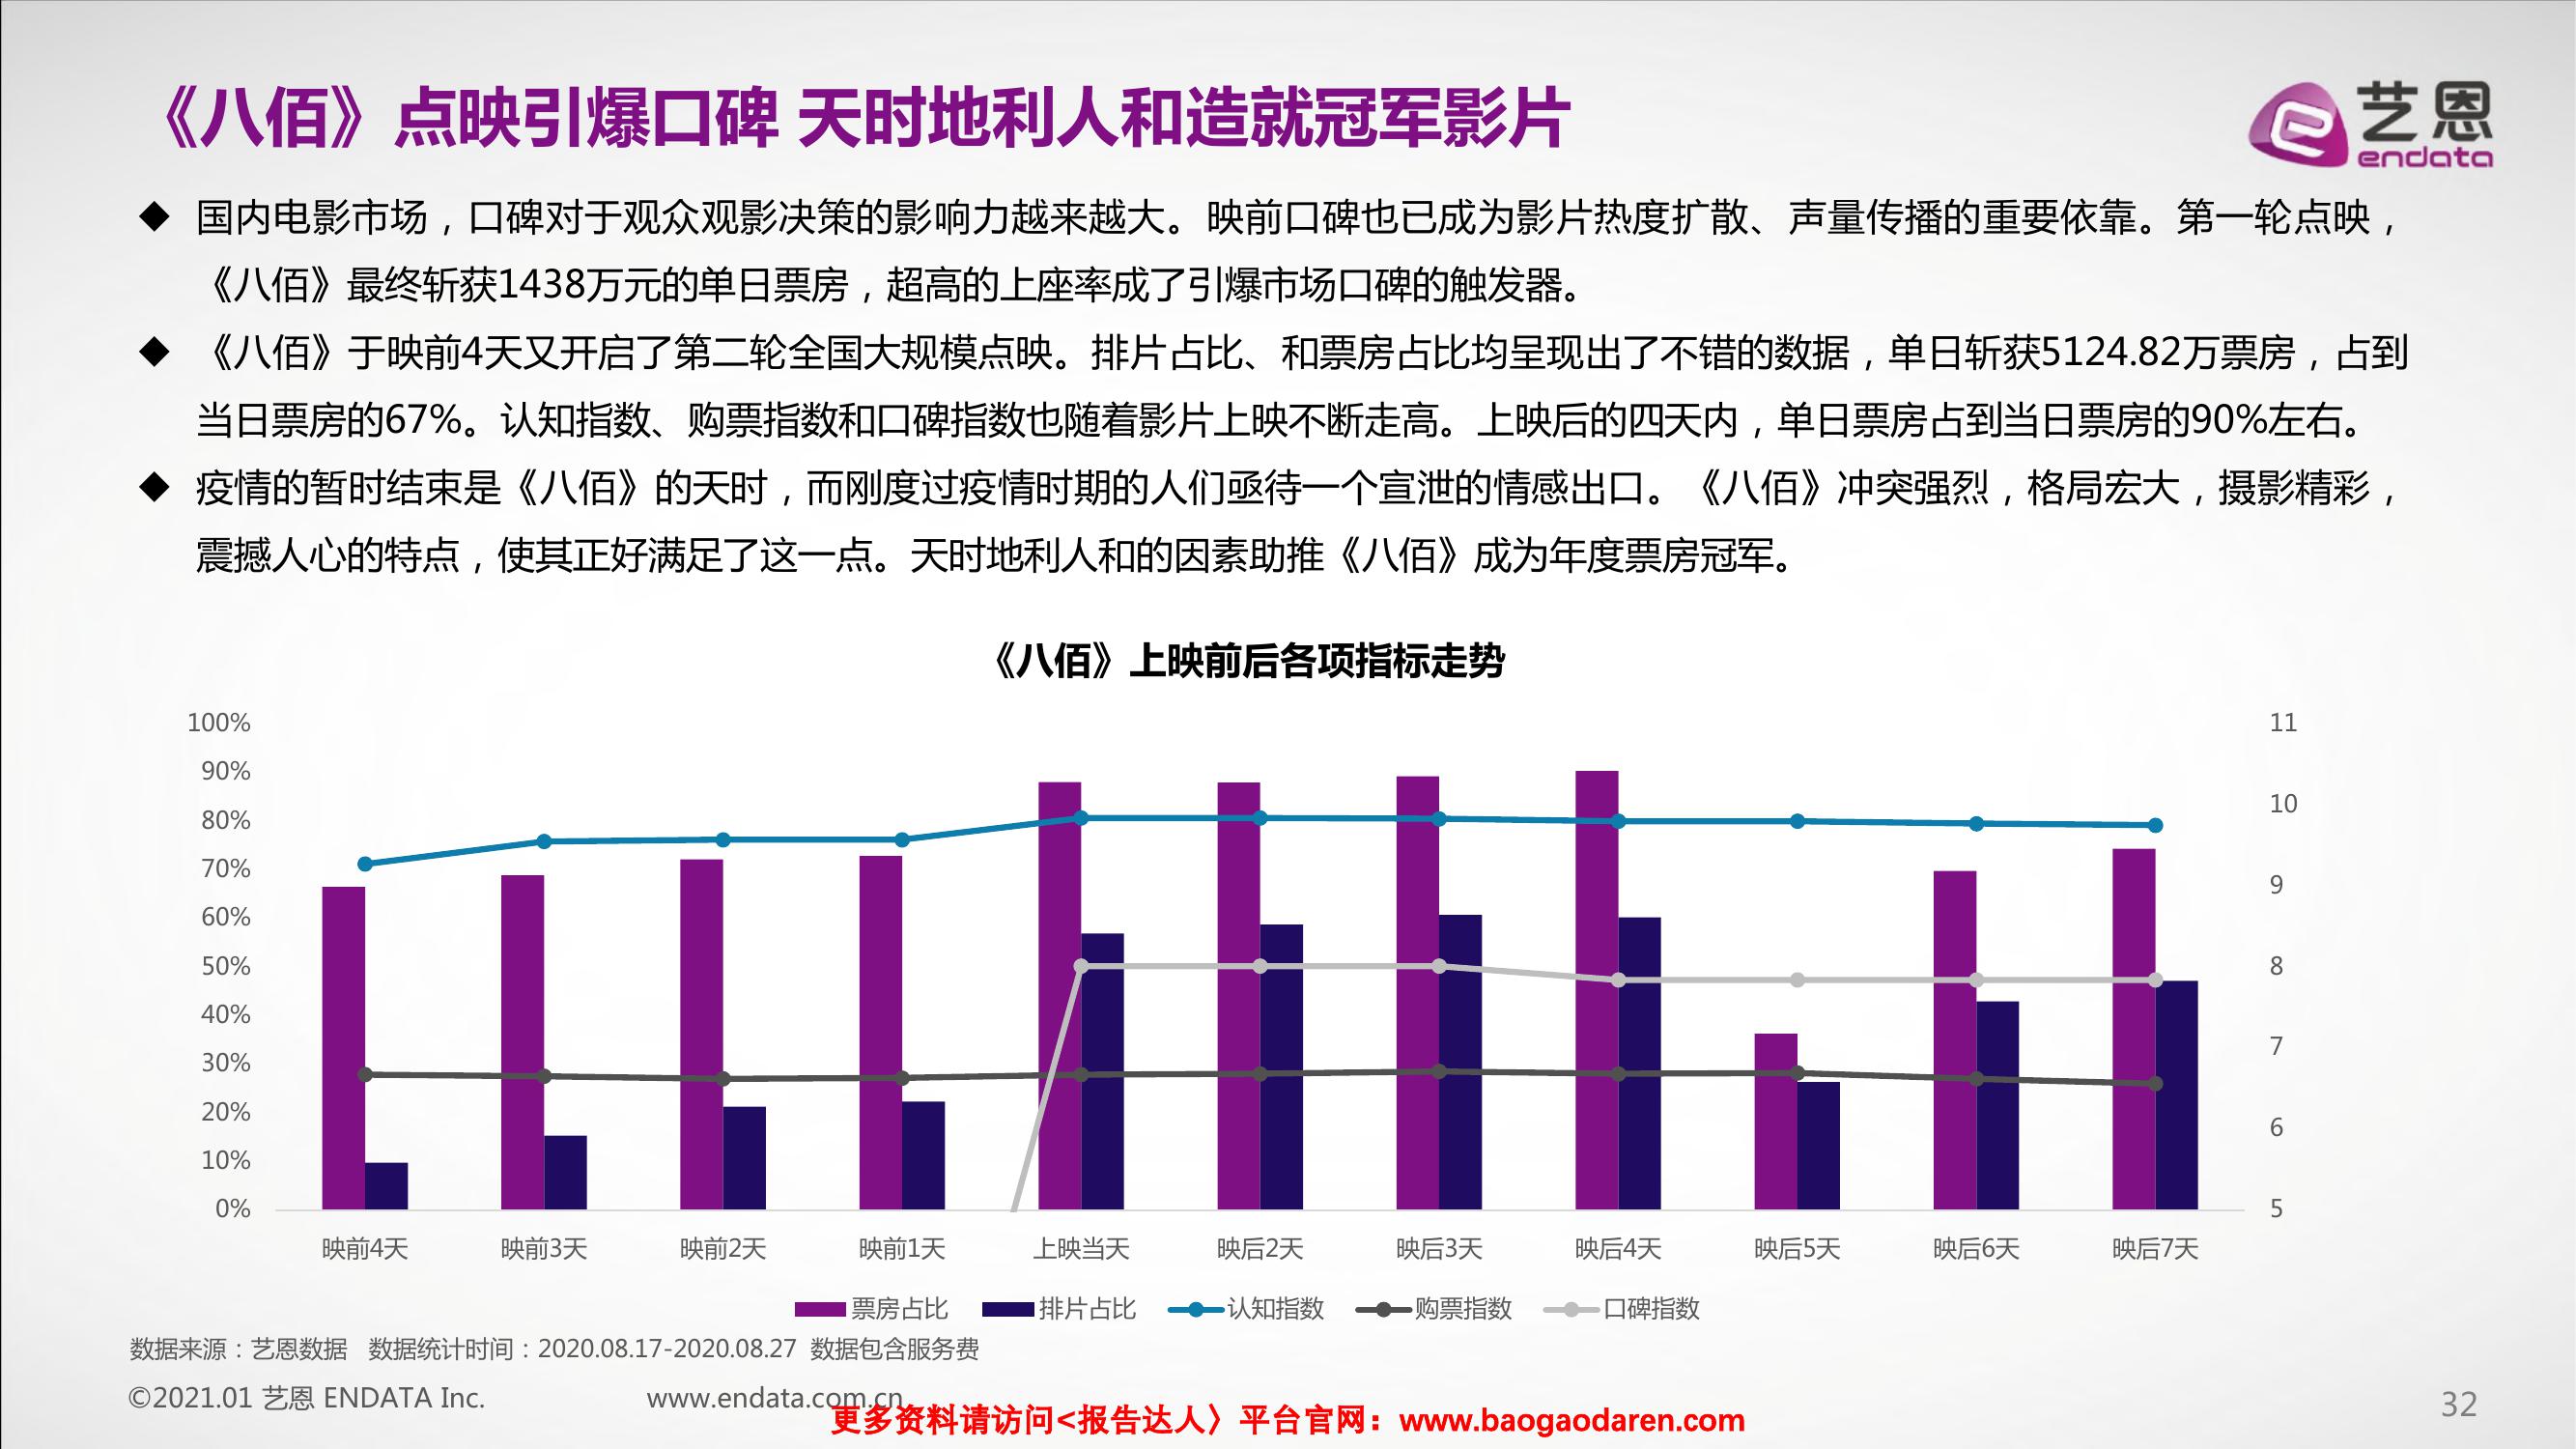 《八佰》点映引爆口碑 天时地利人和造就冠军影片
艺恩
endata
◆ 国内电影市场，口碑对于观众观影决策的影响力越来越大。映前口碑也已成为影片热度扩散、声量传播的重要依靠。第一轮点映，
《八佰》最终斩获1438万元的单日票房，超高的上座率成了引爆市场口碑的触发器。
◆ 《八佰》于映前4天又开启了第二轮全国大规模点映。排片占比、和票房占比均呈现出了不错的数据，单日斩获5124.82万票房，占到
当日票房的67%。认知指数、购票指数和口碑指数也随着影片上映不断走高。上映后的四天内，单日票房占到当日票房的90%左右。
◆ 疫情的暂时结束是《八佰》的天时，而刚度过疫情时期的人们亟待一个宣泄的情感出口。《八佰》冲突强烈，格局宏大，摄影精彩，
震撼人心的特点，使其正好满足了这一点。天时地利人和的因素助推《八佰》成为年度票房冠军。
《八佰》上映前后各项指标走势
100%
90%
80%
70%
60%
50%
40%
30%
20%
10%
0%
11
10
9
8
7
6
5
映前4天 映前3天 映前2天 映前1天 上映当天 映后2天 映后3天 映后4天 映后5天 映后6天 映后7天
票房占比 排片占比 认知指数 购票指数 口碑指数
数据来源：艺恩数据 数据统计时间：2020.08.17-2020.08.27 数据包含服务费
©2021.01 艺恩 ENDATA Inc. www.endata.com.cn
更多资料请访问<报告达人〉平台官网：www.baogaodaren.com
32